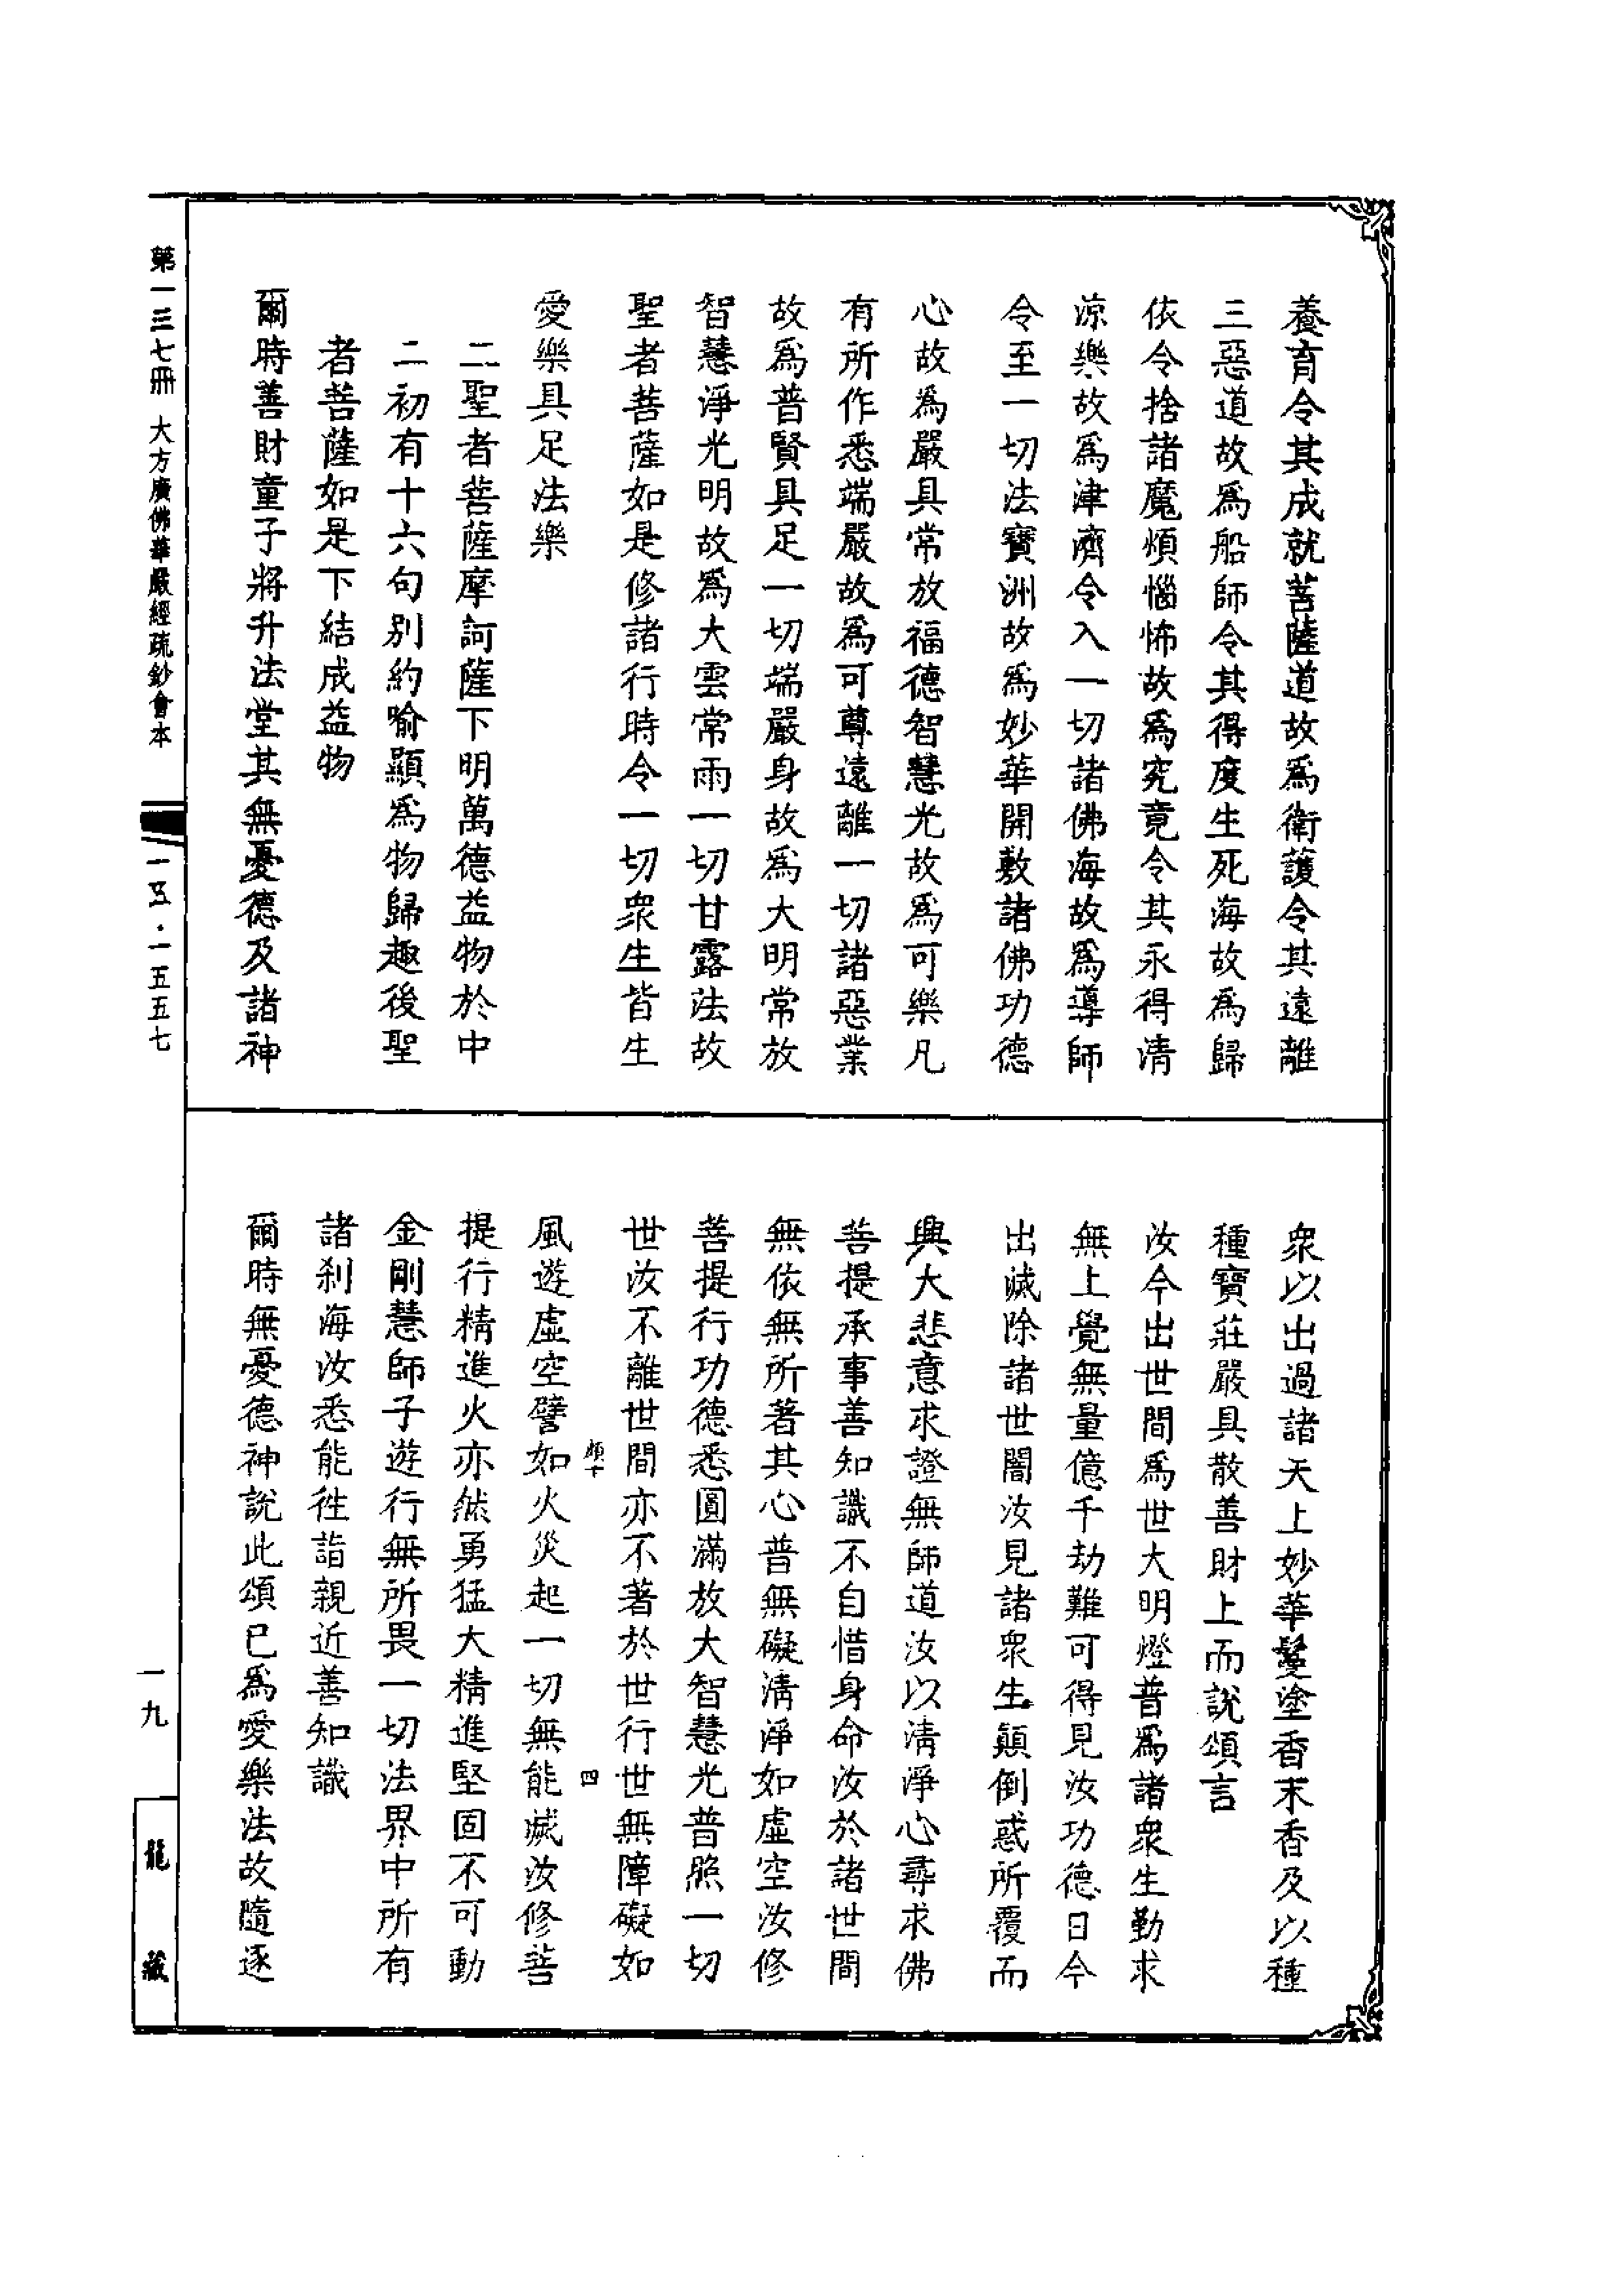 養育令其成就菩薩道故爲衛護令其遠離
三惡道故爲船師令其得度生死海故爲歸
依令捨諸魔煩惱怖故爲究竟令其永得清
涼樂故爲津濟令入一切諸佛海故爲導師
令至一切法寶洲故爲妙華開敷諸佛功德
心故爲嚴具常放福德智慧光故爲可樂凡
有所作悉端嚴故爲可尊遠離一切諸惡業
故爲普賢具足一切端嚴身故爲大明常放
智慧淨光明故爲大雲常雨一切甘露法故
聖者菩薩如是修諸行時令一切衆生皆生
愛樂具足法樂
二聖者菩薩摩訶薩下明萬德益物於中
二初有十六句別約喻顯爲物歸趣後聖
者菩薩如是下結成益物
爾時善財童子將升法堂其無憂德及諸神
衆以出過諸天上妙華鬘塗香末香及以種
種寶莊嚴具散善財上而說頌言
汝今出世間爲世大明燈普爲諸衆生勤求
無上覺無量億千劫難可得見汝功德日今
出滅除諸世闇汝見諸衆生顛倒惑所覆而
興大悲意求證無師道汝以清淨心尋求佛
菩提承事善知識不自惜身命汝於諸世間
無依無所著其心普無礙清淨如虛空汝修
菩提行功德悉圓滿放大智慧光普照一切
世汝不離世間亦不著於世行世無障礙如
風遊虛空譬如火災起一切無能滅汝修菩
提行精進火亦然勇猛大精進堅固不可動
金剛慧師子遊行無所畏一切法界中所有
諸刹海汝悉能往詣親近善知識
爾時無憂德神說此頌已爲愛樂法故隨逐
四
第一三七冊 大方廣佛華嚴經疏鈔會本
一五·一五五七
一九
龍藏